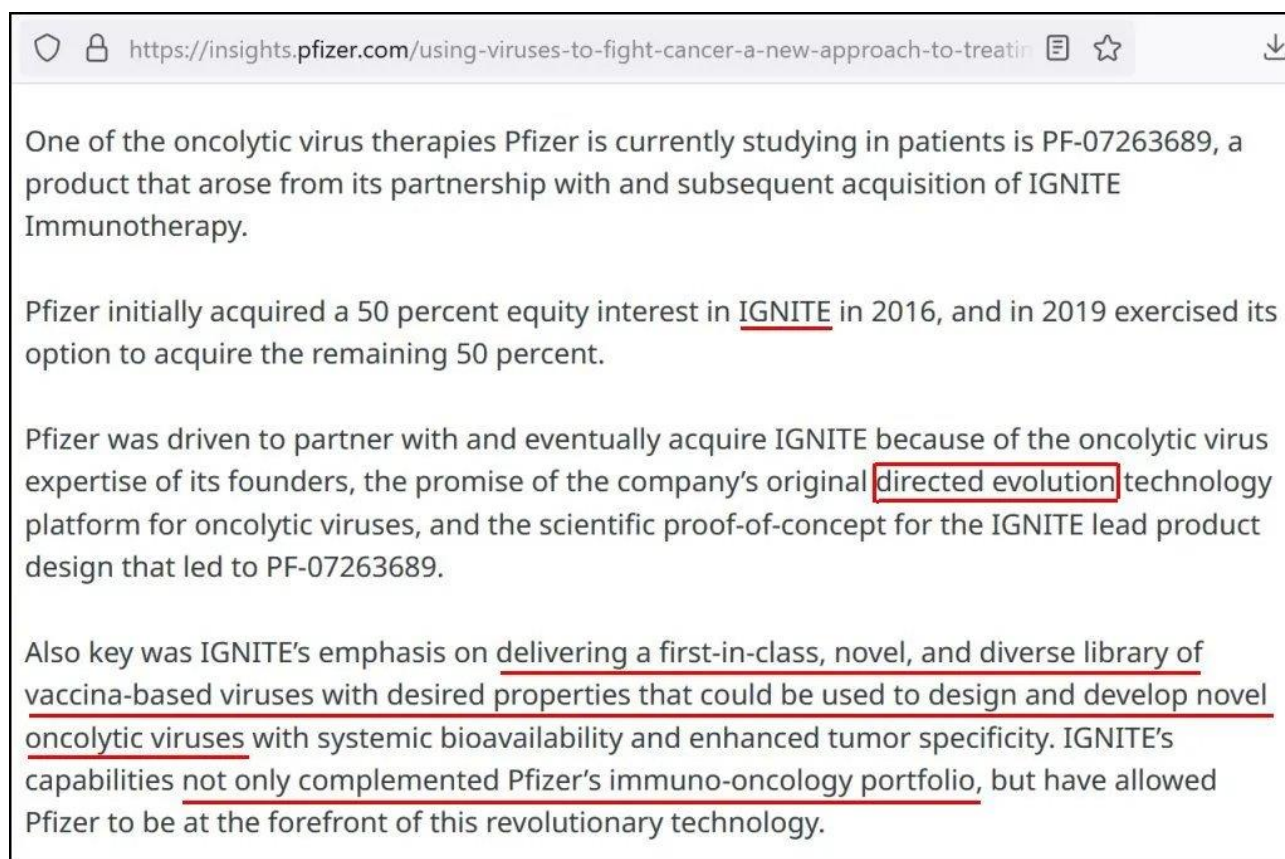 https://insights.pfizer.com/using-viruses-to-fight-cancer-a-new-approach-to-treatin
One of the oncolytic virus therapies Pfizer is currently studying in patients is PF-07263689, a
product that arose from its partnership with and subsequent acquisition of IGNITE
Immunotherapy.
Pfizer initially acquired a 50 percent equity interest in IGNITE in 2016, and in 2019 exercised its
option to acquire the remaining 50 percent.
Pfizer was driven to partner with and eventually acquire IGNITE because of the oncolytic virus
expertise of its founders, the promise of the company’s original directed evolution technology
platform for oncolytic viruses, and the scientific proof-of-concept for the IGNITE lead product
design that led to PF-07263689.
Also key was IGNITE’s emphasis on delivering a first-in-class, novel, and diverse library of
vaccina-based viruses with desired properties that could be used to design and develop novel
oncolytic viruses with systemic bioavailability and enhanced tumor specificity. IGNITE’s
capabilities not only complemented Pfizer’s immuno-oncology portfolio, but have allowed
Pfizer to be at the forefront of this revolutionary technology.